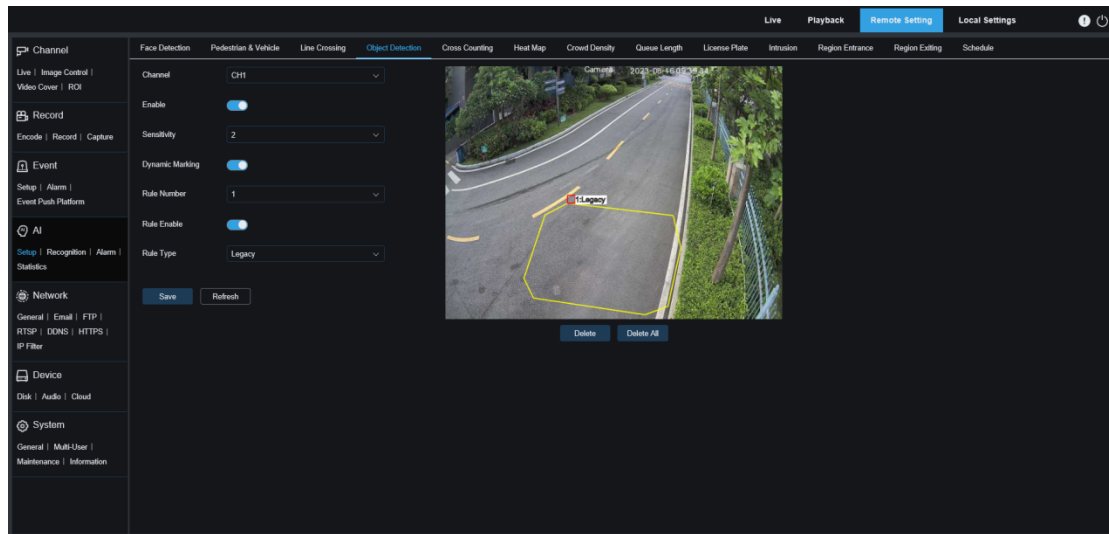 Live Playback Remote Setting Local Settings
Channel
Live | Image Control |
Video Cover | ROI
Record
Encode | Record | Capture
Event
Setup | Alarm |
Event Push Platform
AI
Setup | Recognition | Alarm |
Statistics
Network
General | Email | FTP |
RTSP | DDNS | HTTPS |
IP Filter
Device
Disk | Audio | Cloud
System
General | Multi-User |
Maintenance | Information
Face Detection Pedestrian & Vehicle Line Crossing Object Detection Cross Counting Heat Map Crowd Density Queue Length License Plate Intrusion Region Entrance Region Exiting Schedule
Channel CH1
Enable
Sensitivity 2
Dynamic Marking
Rule Number 1
Rule Enable
Rule Type Legacy
Save Refresh
Camera
1:Legacy
Delete Delete All